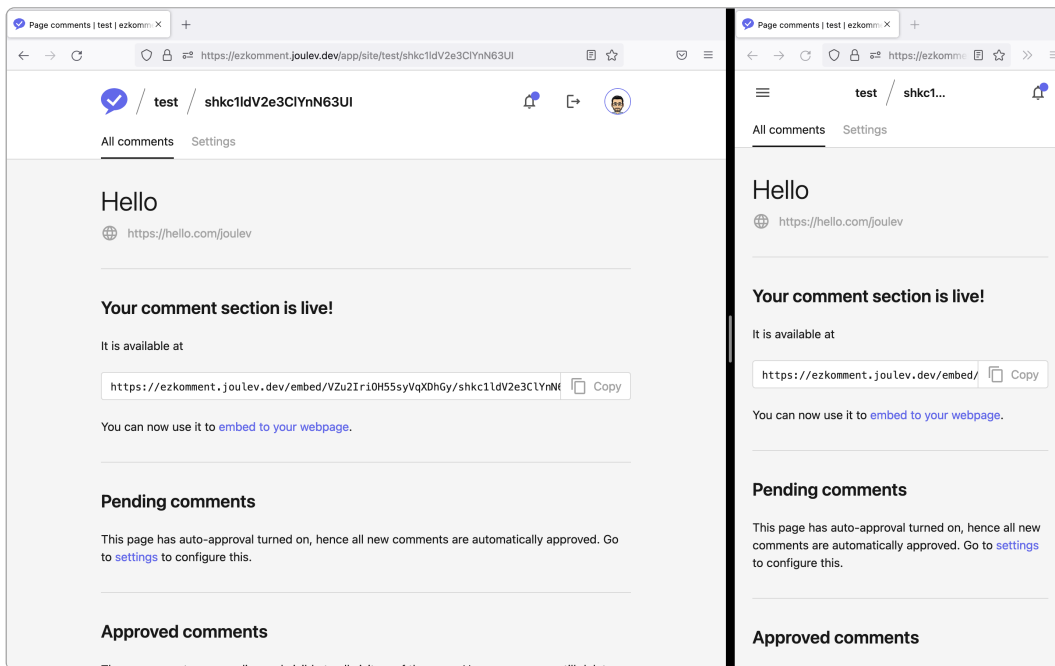 Page comments | test | ezkomm
https://ezkomment.joulev.dev/app/site/test/shkc1ldV2e3ClYnN63UI
test
shkc1ldV2e3ClYnN63UI
All comments
Settings
Hello
https://hello.com/joulev
Your comment section is live!
It is available at
https://ezkomment.joulev.dev/embed/VZu2IriOH55syVqXDhGy/shkc1ldV2e3ClYnN6
Copy
You can now use it to embed to your webpage.
Pending comments
This page has auto-approval turned on, hence all new comments are automatically approved. Go
to settings to configure this.
Approved comments
Page comments | test | ezkomm
https://ezkomme
test
shkc1...
All comments
Settings
Hello
https://hello.com/joulev
Your comment section is live!
It is available at
https://ezkomment.joulev.dev/embed/
Copy
You can now use it to embed to your webpage.
Pending comments
This page has auto-approval turned on, hence all new
comments are automatically approved. Go to settings
to configure this.
Approved comments